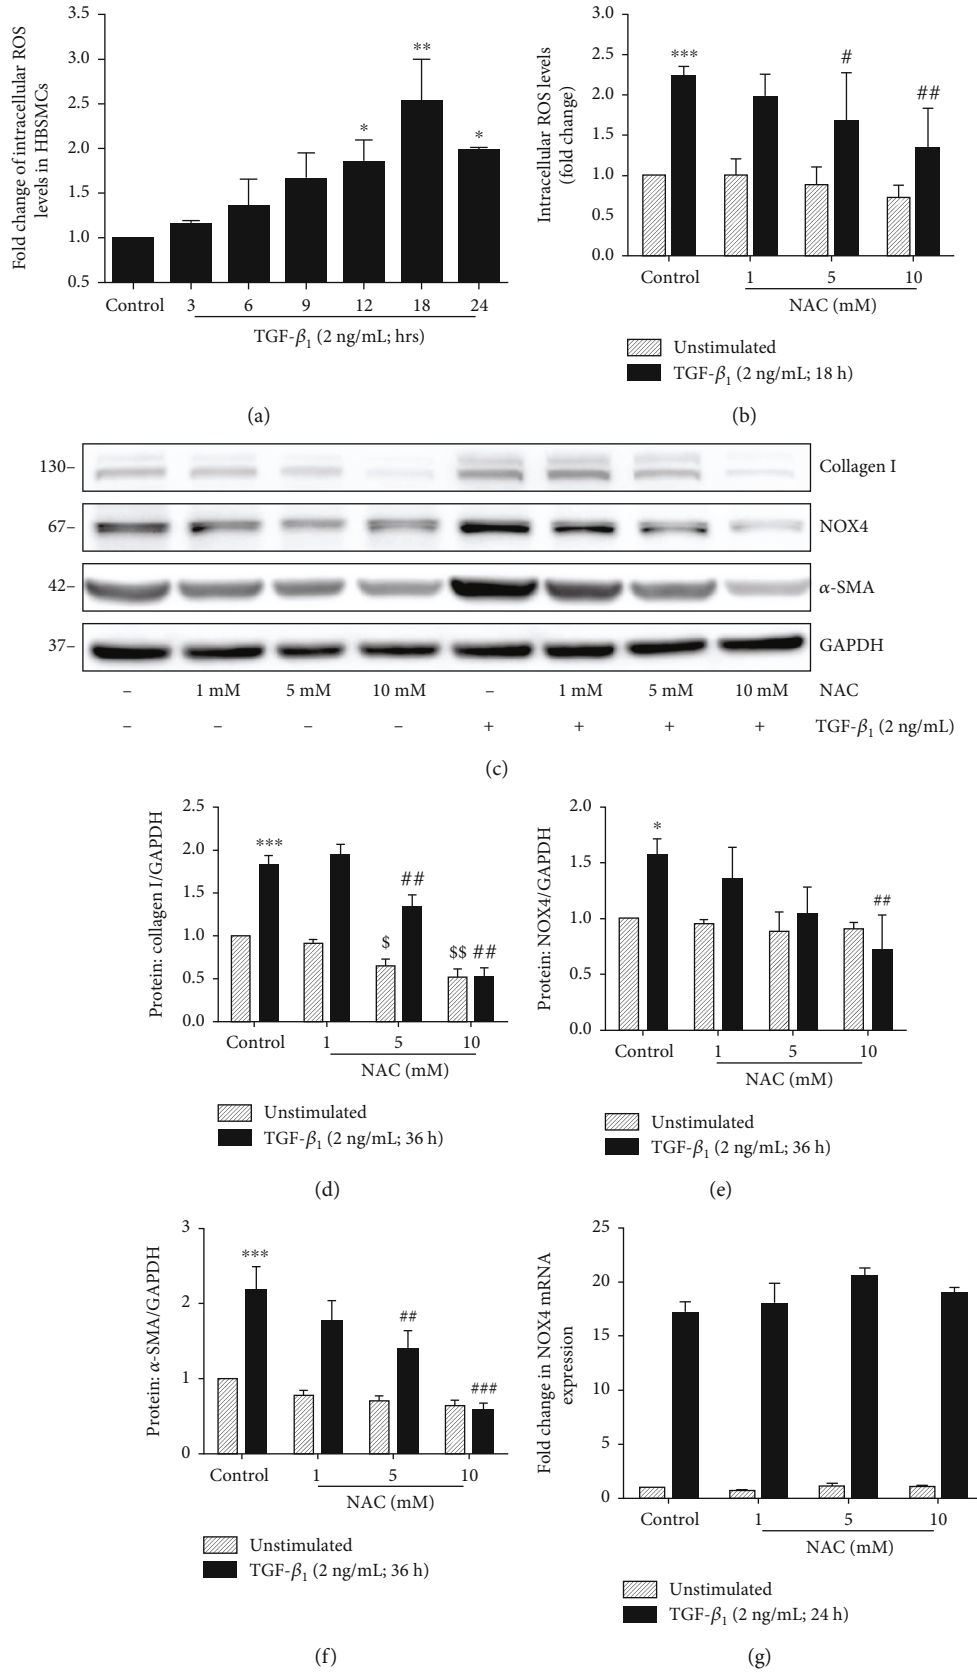 Fold change of intracellular ROS
levels in HBSMCs
3.5
3.0
2.5
2.0
1.5
1.0
0.5
*
**
*
Control 3 6 9 12 18 24
TGF-β1 (2 ng/mL; hrs)
(a)
Intracellular ROS levels
(fold change)
3.0
2.5
2.0
1.5
1.0
0.5
0.0
***
#
##
Control 1 5 10
NAC (mM)
Unstimulated
TGF-β1 (2 ng/mL; 18 h)
(b)
130– Collagen I
67– NOX4
42– α-SMA
37– GAPDH
– 1 mM 5 mM 10 mM – 1 mM 5 mM 10 mM NAC
– – – – + + + + TGF-β1 (2 ng/mL)
(c)
Protein: collagen I/GAPDH
2.5
2.0
1.5
1.0
0.5
0.0
***
$
##
$$ ##
Control 1 5 10
NAC (mM)
Unstimulated
TGF-β1 (2 ng/mL; 36 h)
(d)
Protein: NOX4/GAPDH
2.0
1.5
1.0
0.5
0.0
*
##
Control 1 5 10
NAC (mM)
Unstimulated
TGF-β1 (2 ng/mL; 36 h)
(e)
Protein: α-SMA/GAPDH
3
2
1
0
***
##
###
Control 1 5 10
NAC (mM)
Unstimulated
TGF-β1 (2 ng/mL; 36 h)
(f)
Fold change in NOX4 mRNA
expression
25
20
15
10
5
0
Control 1 5 10
NAC (mM)
Unstimulated
TGF-β1 (2 ng/mL; 24 h)
(g)